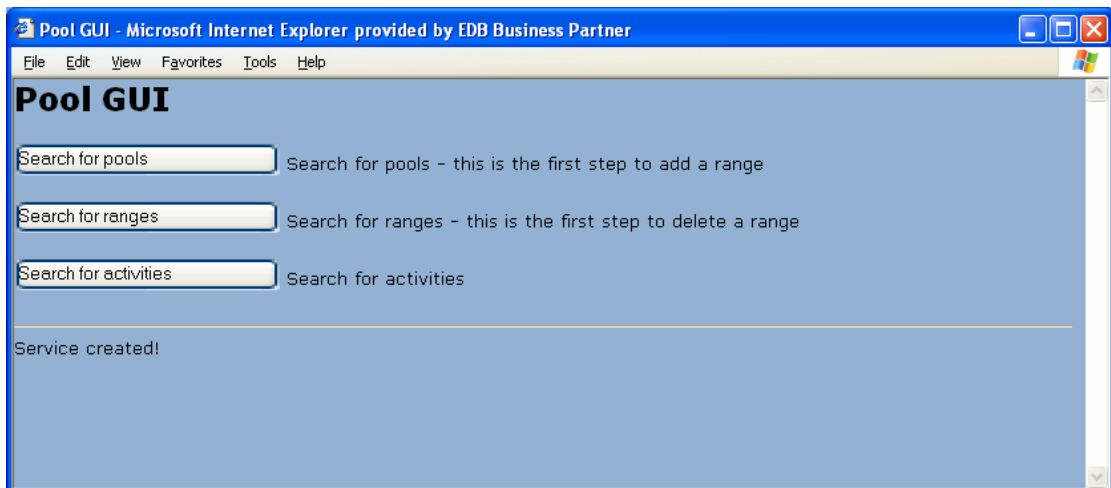 Pool GUI - Microsoft Internet Explorer provided by EDB Business Partner
File Edit View Favorites Tools Help
Pool GUI
Search for pools Search for pools - this is the first step to add a range
Search for ranges Search for ranges - this is the first step to delete a range
Search for activities Search for activities
Service created!